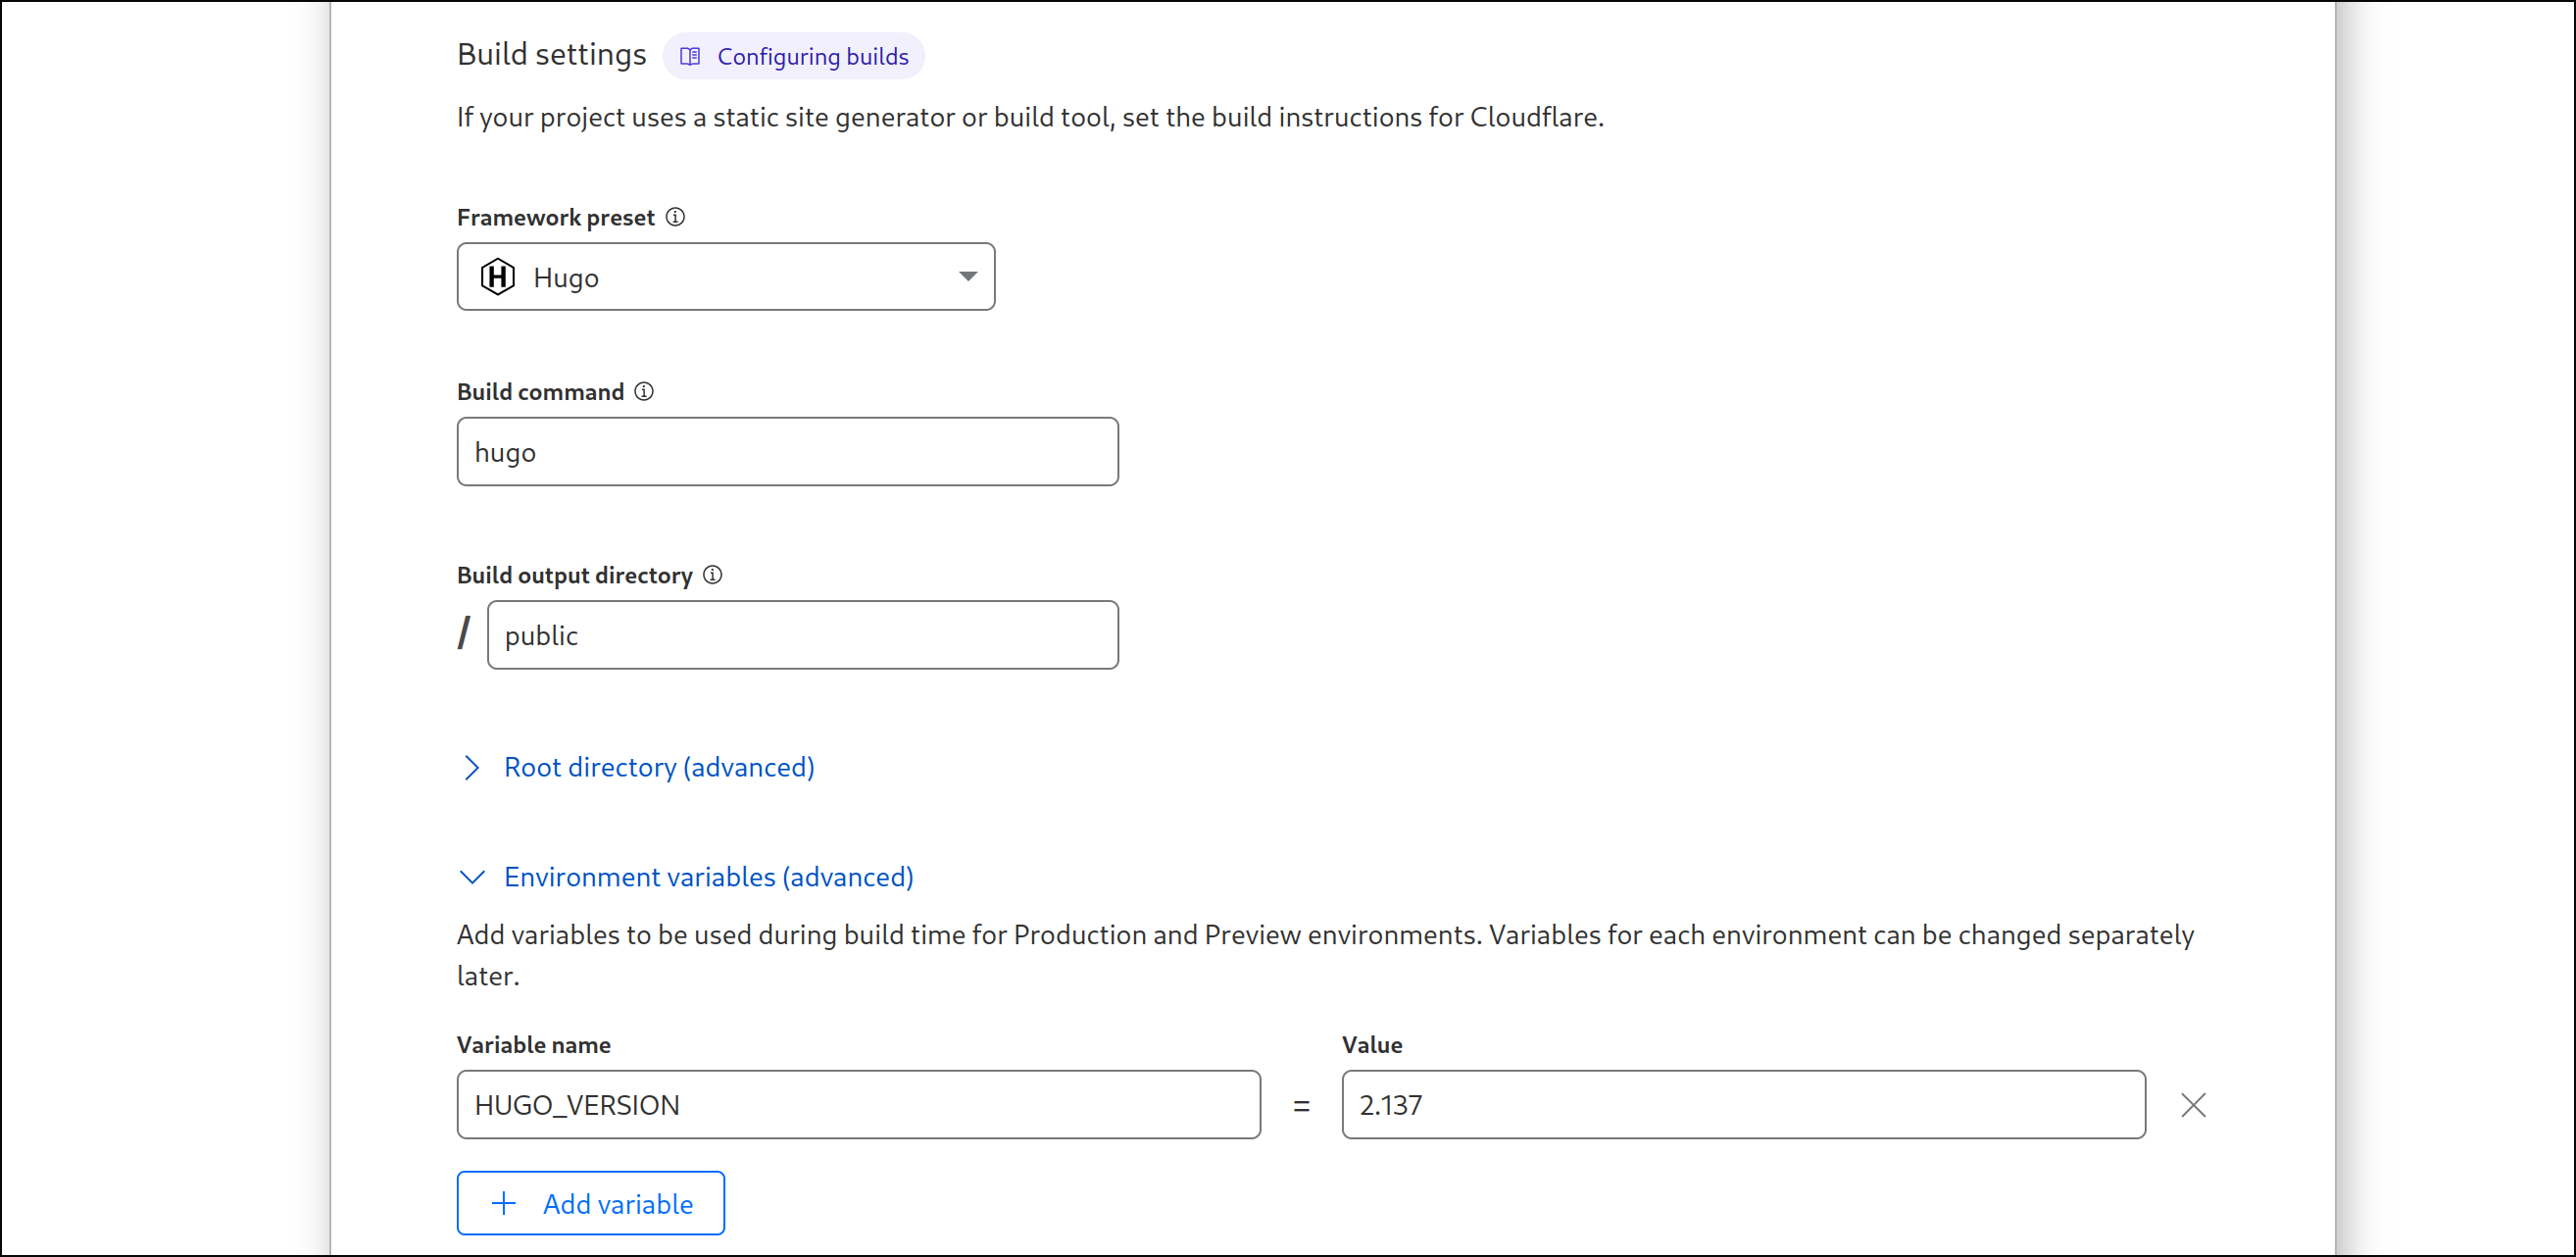 Build settings Configuring builds
If your project uses a static site generator or build tool, set the build instructions for Cloudflare.
Framework preset
Hugo
Build command
hugo
Build output directory
/ public
Root directory (advanced)
Environment variables (advanced)
Add variables to be used during build time for Production and Preview environments. Variables for each environment can be changed separately
later.
Variable name Value
HUGO_VERSION = 2.137
+ Add variable